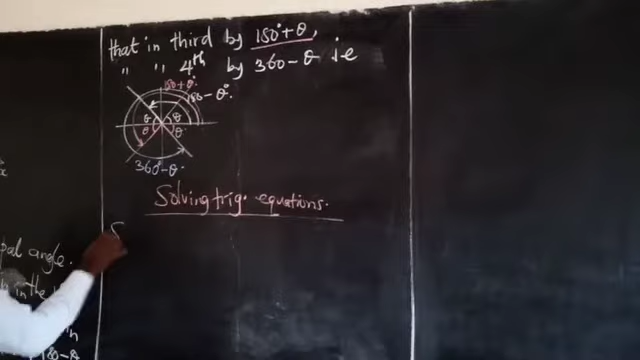 that in third by 180°+θ,
" " 4th by 360-θ ie
180+θ°
180-θ°.
θ θ
θ θ
360°-θ
Solving trig. equations.
S
pal angle.
in the
180-θ